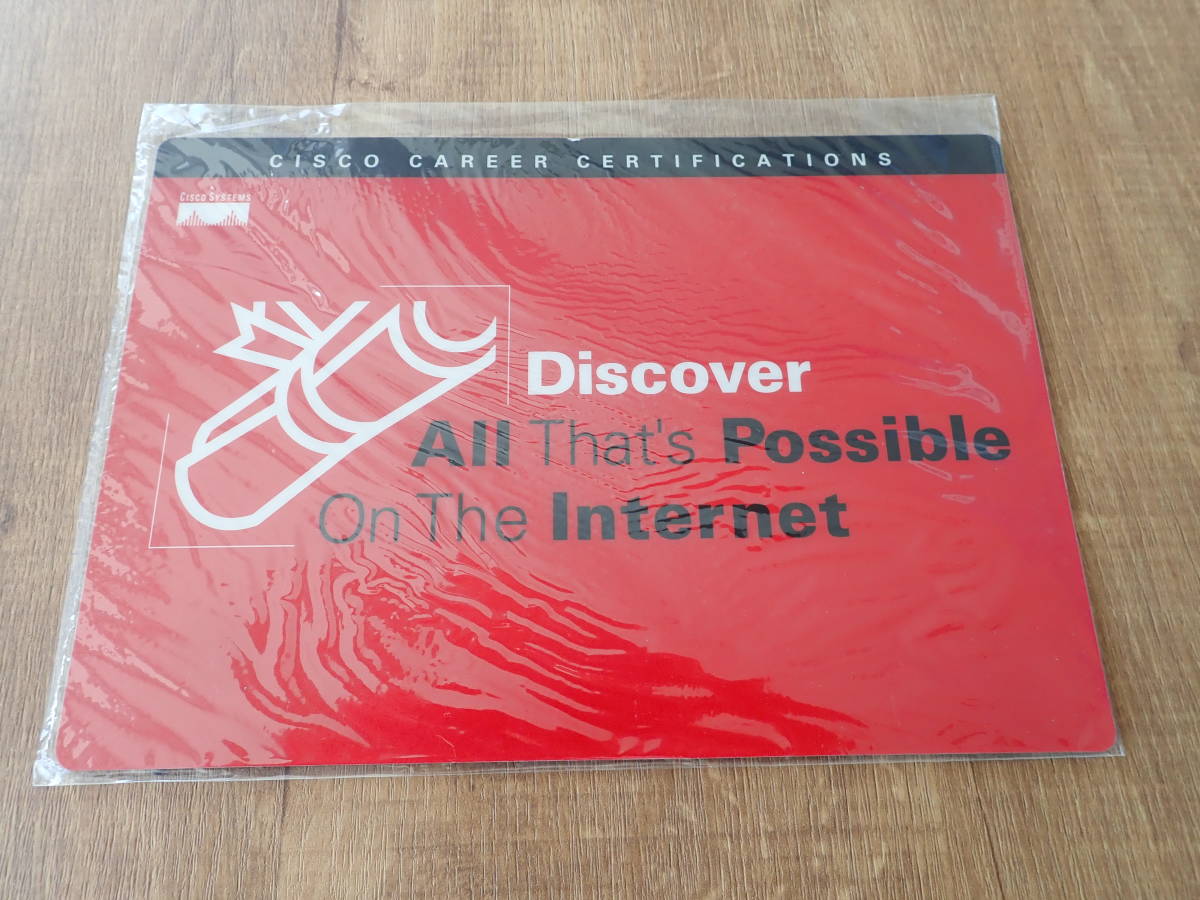 CISCO CAREER CERTIFICATIONS
CISCO SYSTEMS
Discover
All That's Possible
On The Internet